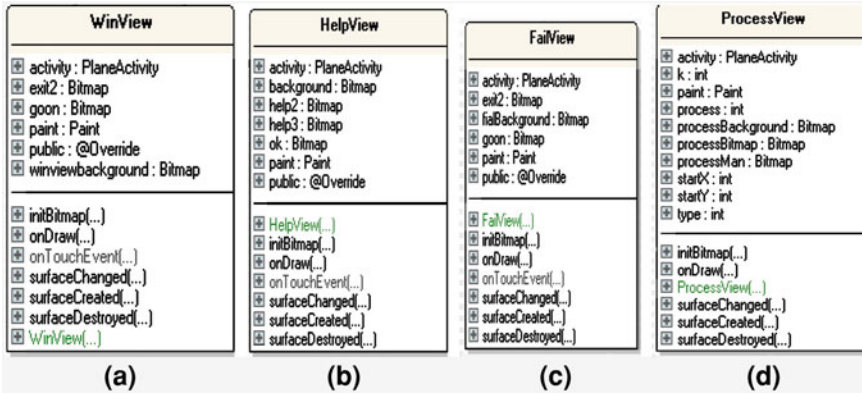 WinView
activity : PlaneActivity
exit2 : Bitmap
goon : Bitmap
paint : Paint
public : @Override
winviewbackground : Bitmap
initBitmap(...)
onDraw(...)
onTouchEvent(...)
surfaceChanged(...)
surfaceCreated(...)
surfaceDestroyed(...)
WinView(...)
(a)
HelpView
activity : PlaneActivity
background : Bitmap
help2 : Bitmap
help3 : Bitmap
ok : Bitmap
paint : Paint
public : @Override
HelpView(...)
initBitmap(...)
onDraw(...)
onTouchEvent(...)
surfaceChanged(...)
surfaceCreated(...)
surfaceDestroyed(...)
(b)
FailView
activity : PlaneActivity
exit2 : Bitmap
fialBackground : Bitmap
goon : Bitmap
paint : Paint
public : @Override
FailView(...)
initBitmap(...)
onDraw(...)
onTouchEvent(...)
surfaceChanged(...)
surfaceCreated(...)
surfaceDestroyed(...)
(c)
ProcessView
activity : PlaneActivity
k : int
paint : Paint
process : int
processBackground : Bitmap
processBitmap : Bitmap
processMan : Bitmap
startX : int
startY : int
type : int
initBitmap(...)
onDraw(...)
ProcessView(...)
surfaceChanged(...)
surfaceCreated(...)
surfaceDestroyed(...)
(d)